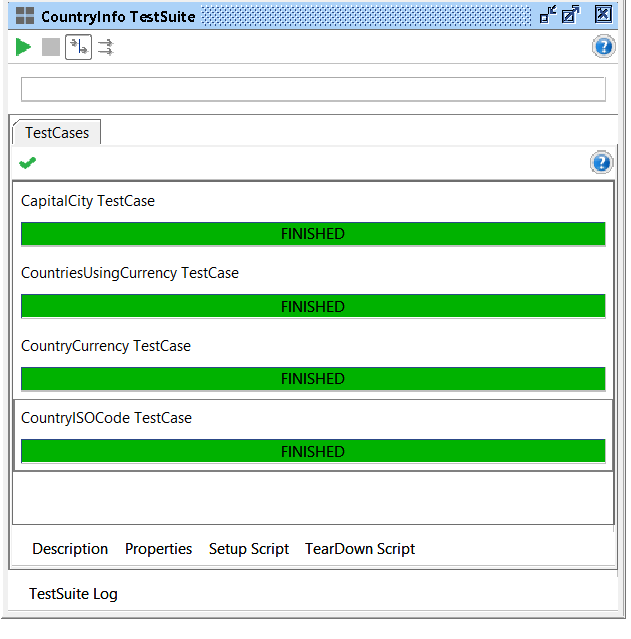 CountryInfo TestSuite
TestCases
CapitalCity TestCase
FINISHED
CountriesUsingCurrency TestCase
FINISHED
CountryCurrency TestCase
FINISHED
CountryISOCode TestCase
FINISHED
Description Properties Setup Script TearDown Script
TestSuite Log